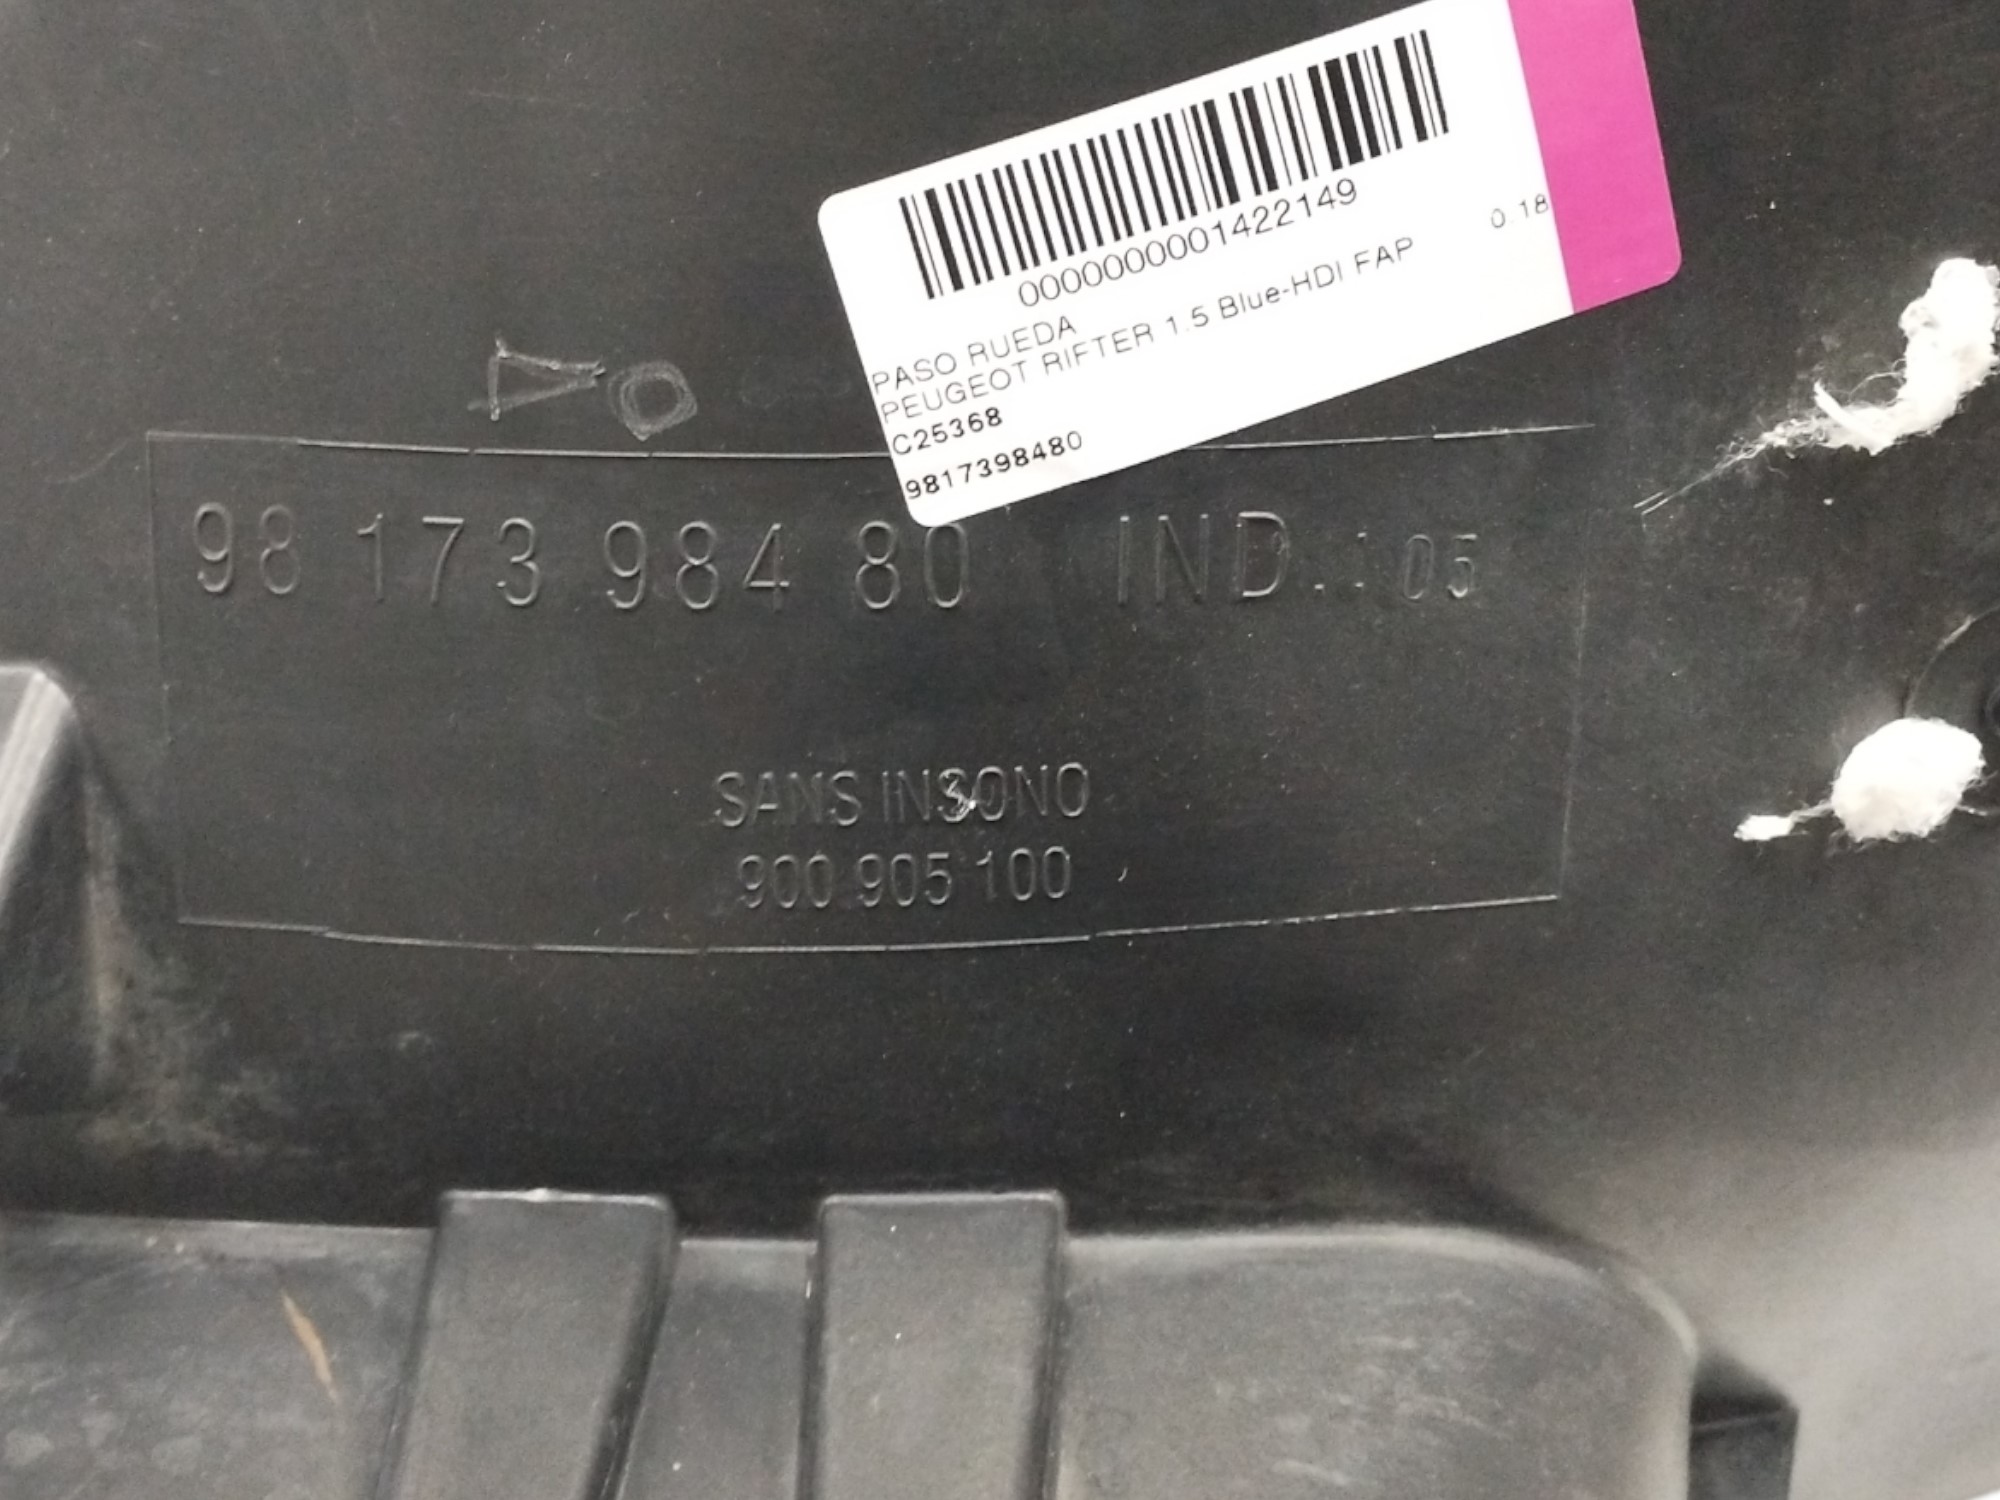 0000000001422149
0.18
PASO RUEDA
PEUGEOT RIFTER 1.5 Blue-HDI FAP
C25368
9817398480
98 173 984 80 IND.: 05
SANS INSONO
900 905 100